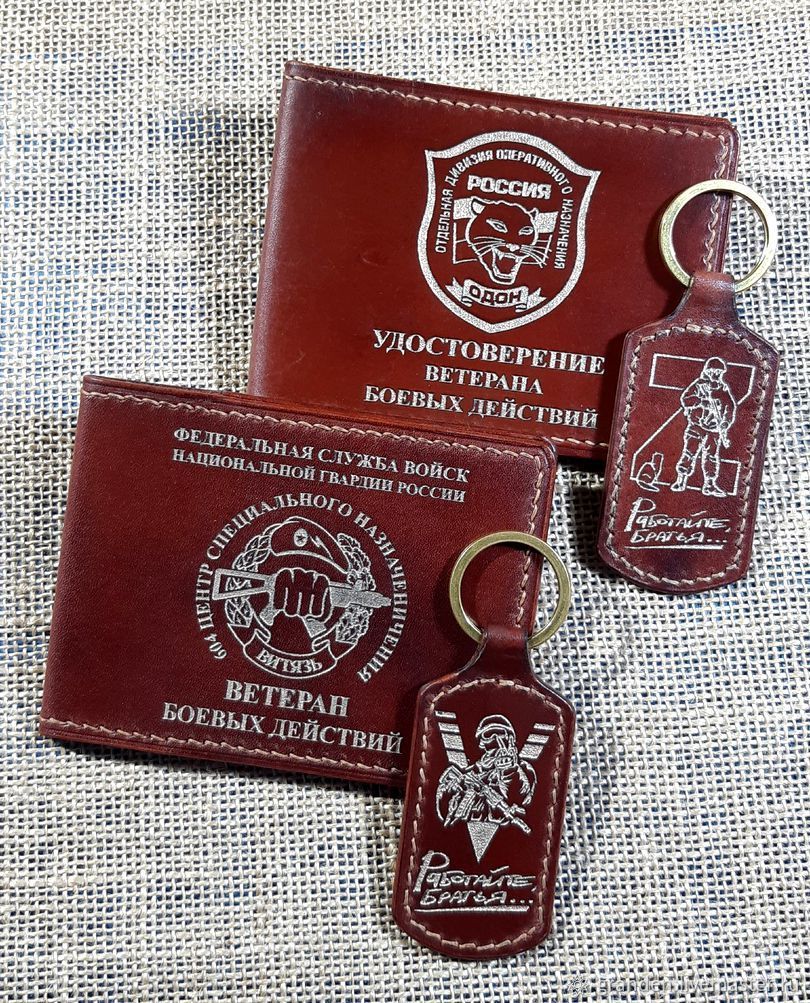 ОТДЕЛЬНАЯ ДИВИЗИЯ ОПЕРАТИВНОГО НАЗНАЧЕНИЯ
РОССИЯ
ОДОН
УДОСТОВЕРЕНИЕ
ВЕТЕРАНА
БОЕВЫХ ДЕЙСТВИЙ
Работайте,
братья...
ФЕДЕРАЛЬНАЯ СЛУЖБА ВОЙСК
НАЦИОНАЛЬНОЙ ГВАРДИИ РОССИИ
604 ЦЕНТР СПЕЦИАЛЬНОГО НАЗНАЧЕНИЧЕНИЯ
ВИТЯЗЬ
ВЕТЕРАН
БОЕВЫХ ДЕЙСТВИЙ
Работайте,
братья...